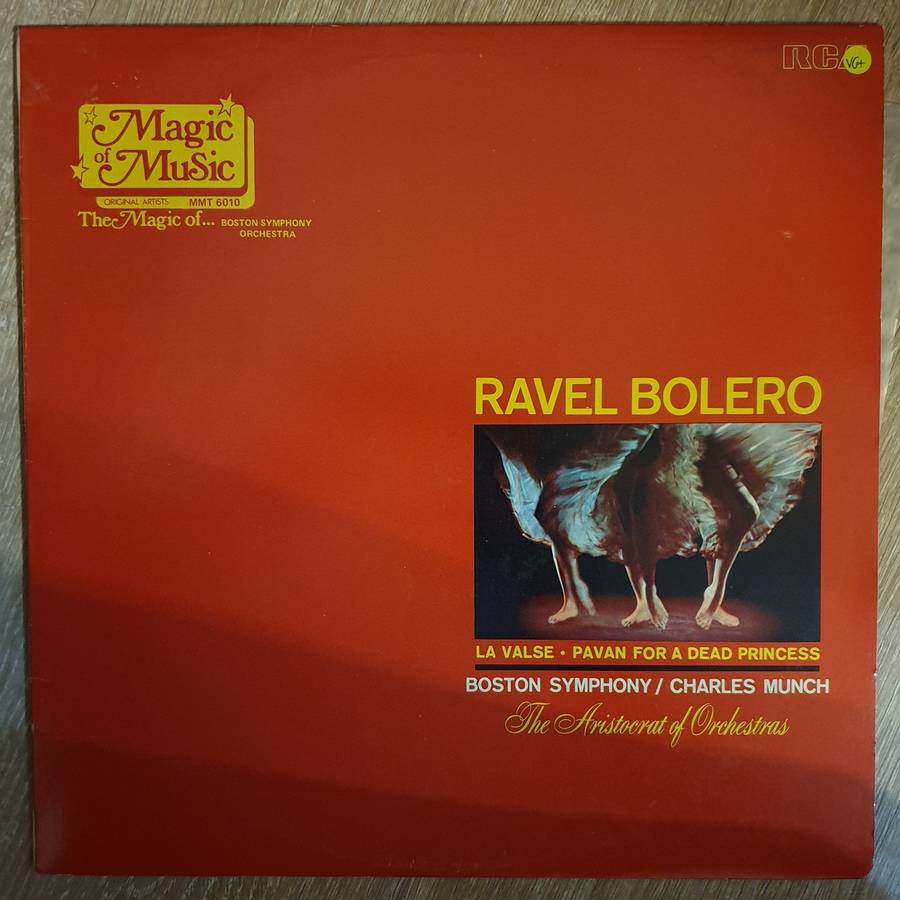 RCA
VG+
Magic
of
Music
ORIGINAL ARTISTS MMT 6010
The Magic of... BOSTON SYMPHONY
ORCHESTRA
RAVEL BOLERO
LA VALSE • PAVAN FOR A DEAD PRINCESS
BOSTON SYMPHONY / CHARLES MUNCH
The Aristocrat of Orchestras